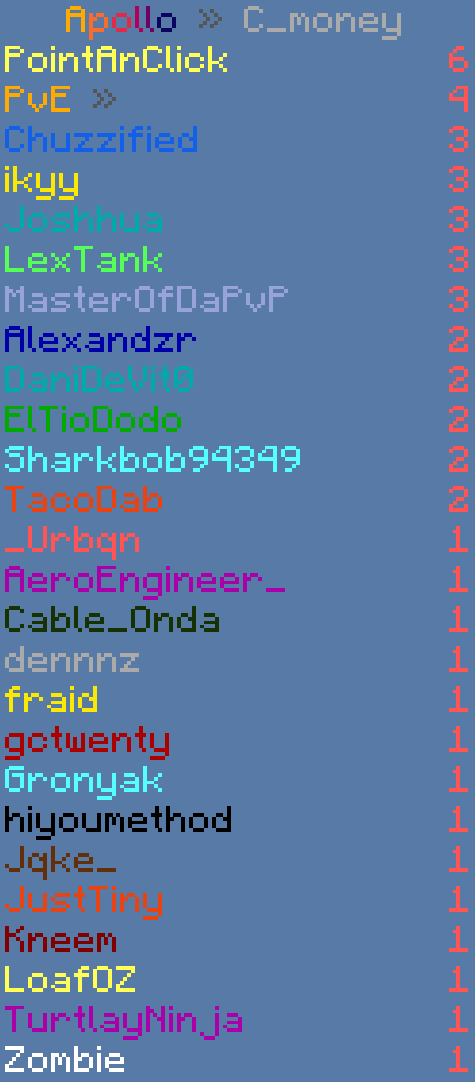 Apollo » C_money
PointAnClick 6
PvE » 4
Chuzzified 3
ikyy 3
Joshhua 3
LexTank 3
MasterOfDaPvP 3
Alexandzr 2
DaniDeVit0 2
ElTioDodo 2
Sharkbob94349 2
TacoDab 2
_Urbqn 1
AeroEngineer_ 1
Cable_Onda 1
dennnz 1
fraid 1
gctwenty 1
Gronyak 1
hiyoumethod 1
Jqke_ 1
JustTiny 1
Kneem 1
LoafOZ 1
TurtlayNinja 1
Zombie 1